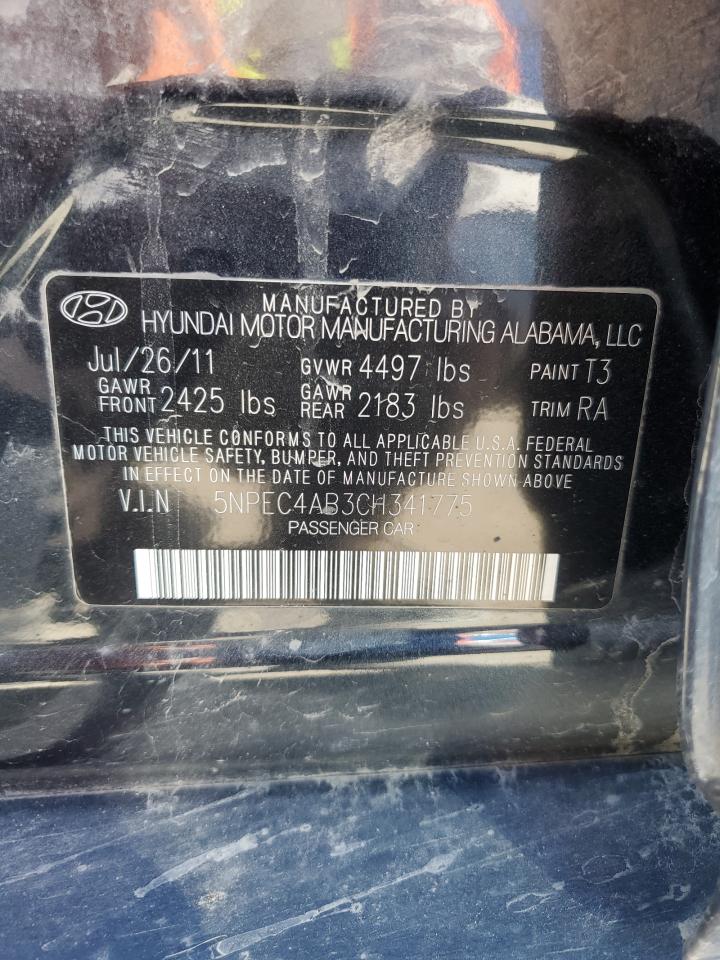 MANUFACTURED BY
HYUNDAI MOTOR MANUFACTURING ALABAMA, LLC
Jul/26/11 GVWR 4497 lbs PAINT T3
GAWR FRONT 2425 lbs GAWR REAR 2183 lbs TRIM RA
THIS VEHICLE CONFORMS TO ALL APPLICABLE U.S.A. FEDERAL
MOTOR VEHICLE SAFETY, BUMPER, AND THEFT PREVENTION STANDARDS
IN EFFECT ON THE DATE OF MANUFACTURE SHOWN ABOVE
V.I.N 5NPEC4AB3CH341775
PASSENGER CAR